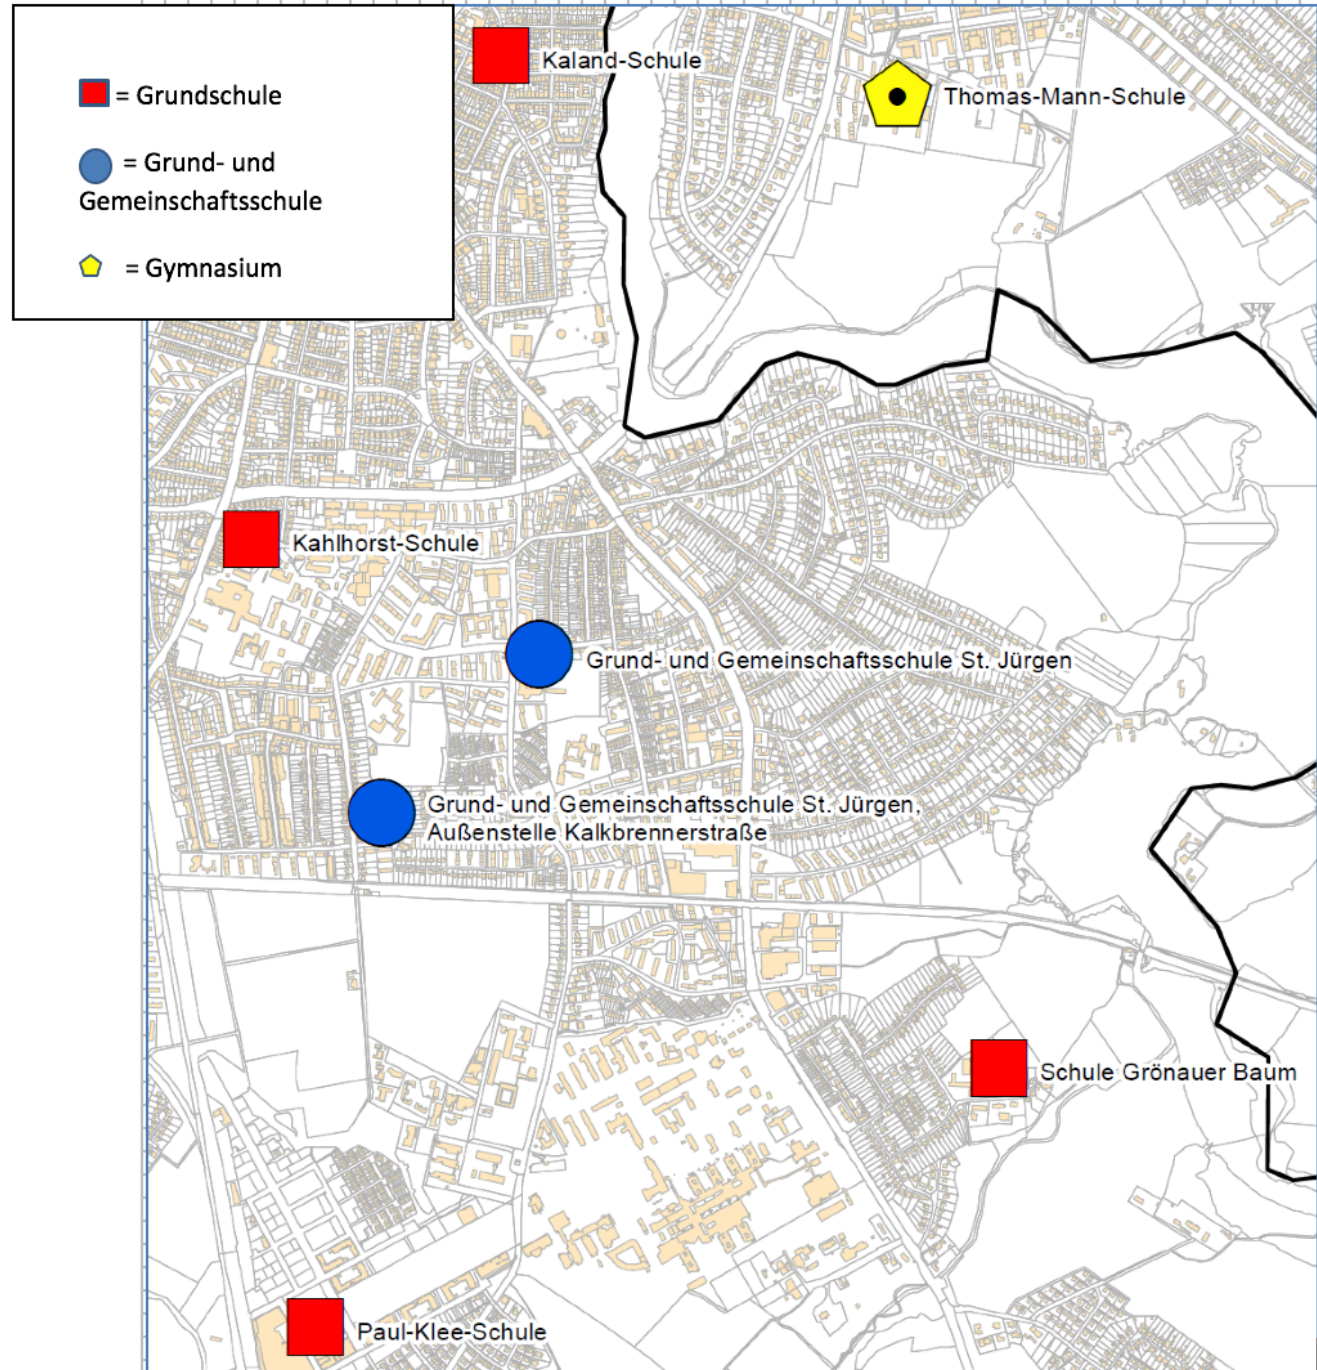 = Grundschule
= Grund- und
Gemeinschaftsschule
= Gymnasium
Kaland-Schule
Thomas-Mann-Schule
Kahlhorst-Schule
Grund- und Gemeinschaftsschule St. Jürgen
Grund- und Gemeinschaftsschule St. Jürgen,
Außenstelle Kalkbrennerstraße
Schule Grönauer Baum
Paul-Klee-Schule